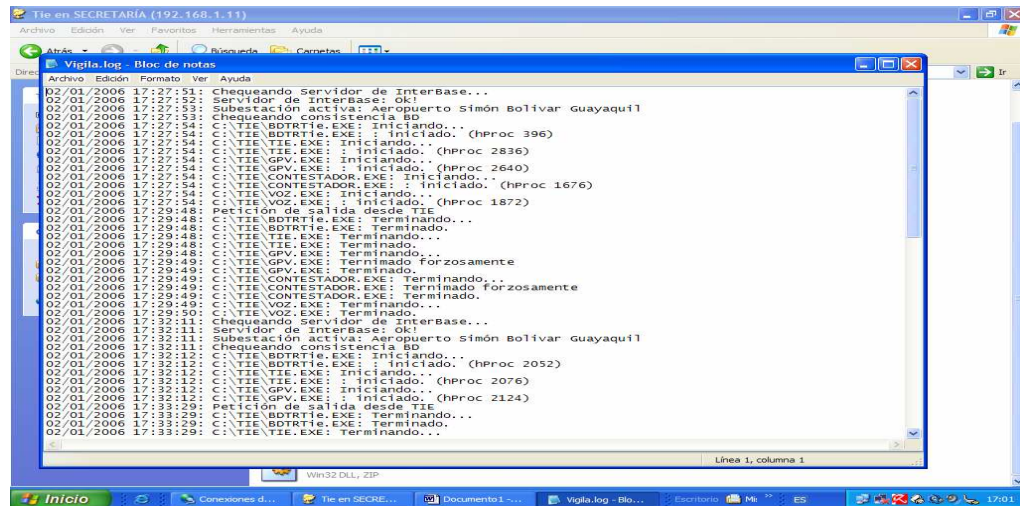 Tie en SECRETARÍA (192.168.1.11)
Archivo Edición Ver Favoritos Herramientas Ayuda
Atrás Búsqueda Carpetas
Ir
Vigila.log - Bloc de notas
Archivo Edición Formato Ver Ayuda
02/01/2006 17:27:51: Chequeando Servidor de InterBase...
02/01/2006 17:27:52: Servidor de InterBase: Ok!
02/01/2006 17:27:53: Subestación activa: Aeropuerto Simón Bolívar Guayaquil
02/01/2006 17:27:53: Chequeando consistencia BD
02/01/2006 17:27:54: C:\TIE\BDTRTie.EXE: Iniciando...
02/01/2006 17:27:54: C:\TIE\BDTRTie.EXE: : iniciado. (hProc 396)
02/01/2006 17:27:54: C:\TIE\TIE.EXE: Iniciando...
02/01/2006 17:27:54: C:\TIE\TIE.EXE: : iniciado. (hProc 2836)
02/01/2006 17:27:54: C:\TIE\GPV.EXE: Iniciando...
02/01/2006 17:27:54: C:\TIE\GPV.EXE: : iniciado. (hProc 2640)
02/01/2006 17:27:54: C:\TIE\CONTESTADOR.EXE: Iniciando...
02/01/2006 17:27:54: C:\TIE\CONTESTADOR.EXE: : iniciado. (hProc 1676)
02/01/2006 17:27:54: C:\TIE\VOZ.EXE: Iniciando...
02/01/2006 17:27:54: C:\TIE\VOZ.EXE: : iniciado. (hProc 1872)
02/01/2006 17:29:48: Petición de salida desde TIE
02/01/2006 17:29:48: C:\TIE\BDTRTie.EXE: Terminando...
02/01/2006 17:29:48: C:\TIE\BDTRTie.EXE: Terminado.
02/01/2006 17:29:48: C:\TIE\TIE.EXE: Terminando...
02/01/2006 17:29:48: C:\TIE\TIE.EXE: Terminado.
02/01/2006 17:29:48: C:\TIE\GPV.EXE: Terminando...
02/01/2006 17:29:49: C:\TIE\GPV.EXE: Ternimado forzosamente
02/01/2006 17:29:49: C:\TIE\GPV.EXE: Terminado.
02/01/2006 17:29:49: C:\TIE\CONTESTADOR.EXE: Terminando...
02/01/2006 17:29:49: C:\TIE\CONTESTADOR.EXE: Ternimado forzosamente
02/01/2006 17:29:49: C:\TIE\CONTESTADOR.EXE: Terminado.
02/01/2006 17:29:49: C:\TIE\VOZ.EXE: Terminando...
02/01/2006 17:29:50: C:\TIE\VOZ.EXE: Terminado.
02/01/2006 17:32:11: Chequeando Servidor de InterBase...
02/01/2006 17:32:11: Servidor de InterBase: Ok!
02/01/2006 17:32:11: Subestación activa: Aeropuerto Simón Bolívar Guayaquil
02/01/2006 17:32:11: Chequeando consistencia BD
02/01/2006 17:32:12: C:\TIE\BDTRTie.EXE: Iniciando...
02/01/2006 17:32:12: C:\TIE\BDTRTie.EXE: : iniciado. (hProc 2052)
02/01/2006 17:32:12: C:\TIE\TIE.EXE: Iniciando...
02/01/2006 17:32:12: C:\TIE\TIE.EXE: : iniciado. (hProc 2076)
02/01/2006 17:32:12: C:\TIE\GPV.EXE: Iniciando...
02/01/2006 17:32:12: C:\TIE\GPV.EXE: : iniciado. (hProc 2124)
02/01/2006 17:33:29: Petición de salida desde TIE
02/01/2006 17:33:29: C:\TIE\BDTRTie.EXE: Terminando...
02/01/2006 17:33:29: C:\TIE\BDTRTie.EXE: Terminado.
02/01/2006 17:33:29: C:\TIE\TIE.EXE: Terminando...
Línea 1, columna 1
Win32 DLL, ZIP
Inicio Conexiones d... Tie en SECRE... Documento1 -... Vigila.log - Blo... Escritorio ES 17:01